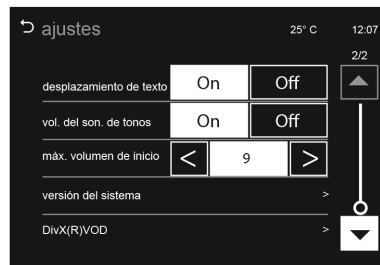 ajustes 25° C 12:07
2/2
desplazamiento de texto On Off
vol. del son. de tonos On Off
máx. volumen de inicio < 9 >
versión del sistema >
DivX(R)VOD >